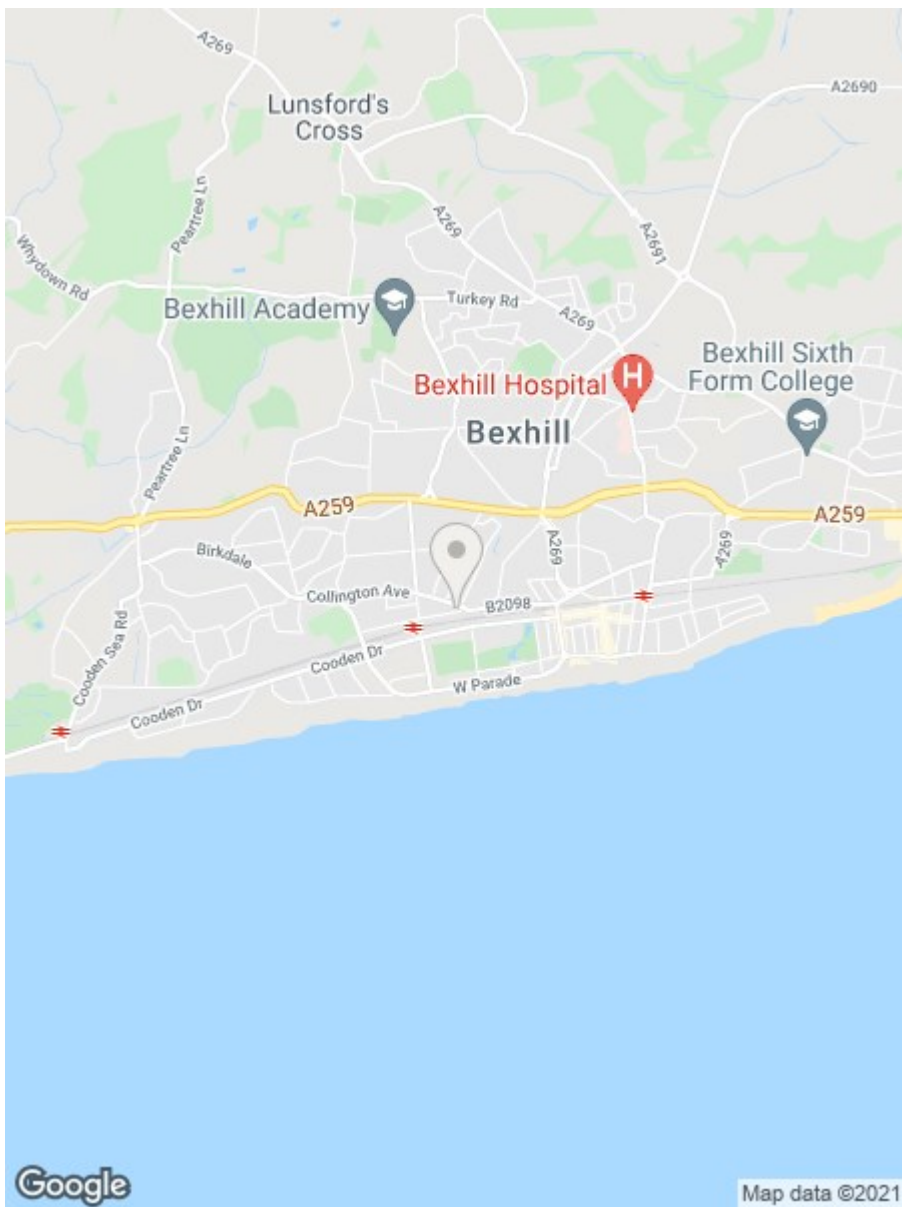 A269
A2690
Lunsford's
Cross
Peartree Ln
A269
A2691
Whydown Rd
Turkey Rd
Bexhill Academy
A269
Bexhill Sixth
Form College
Bexhill Hospital
H
Bexhill
Peartree Ln
A259
A259
Birkdale
A269
A269
Collington Ave
B2098
Cooden Sea Rd
Cooden Dr
W Parade
Cooden Dr
Google
Map data ©2021